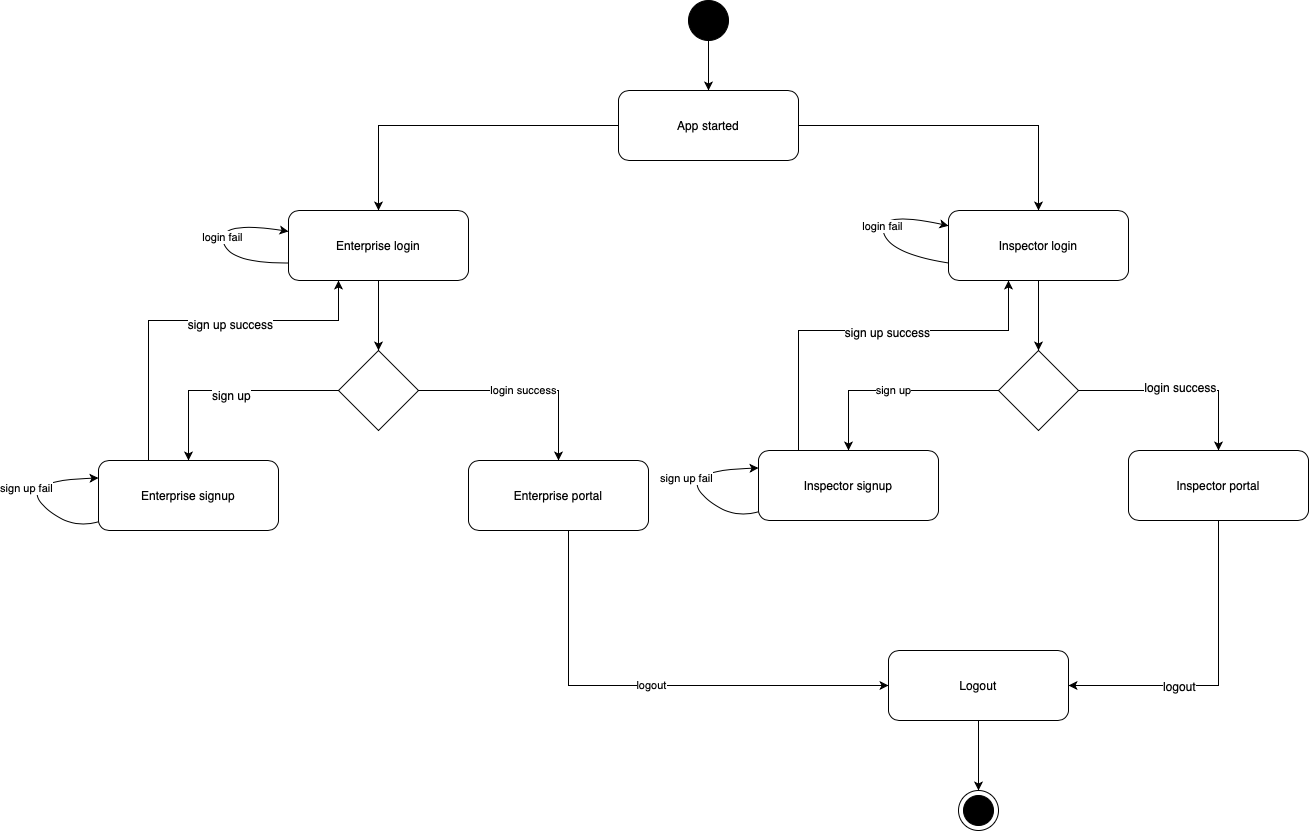 App started
login fail
Enterprise login
login fail
Inspector login
sign up success
sign up success
sign up
login success
sign up
login success
sign up fail
Enterprise signup
Enterprise portal
sign up fail
Inspector signup
Inspector portal
logout
Logout
logout